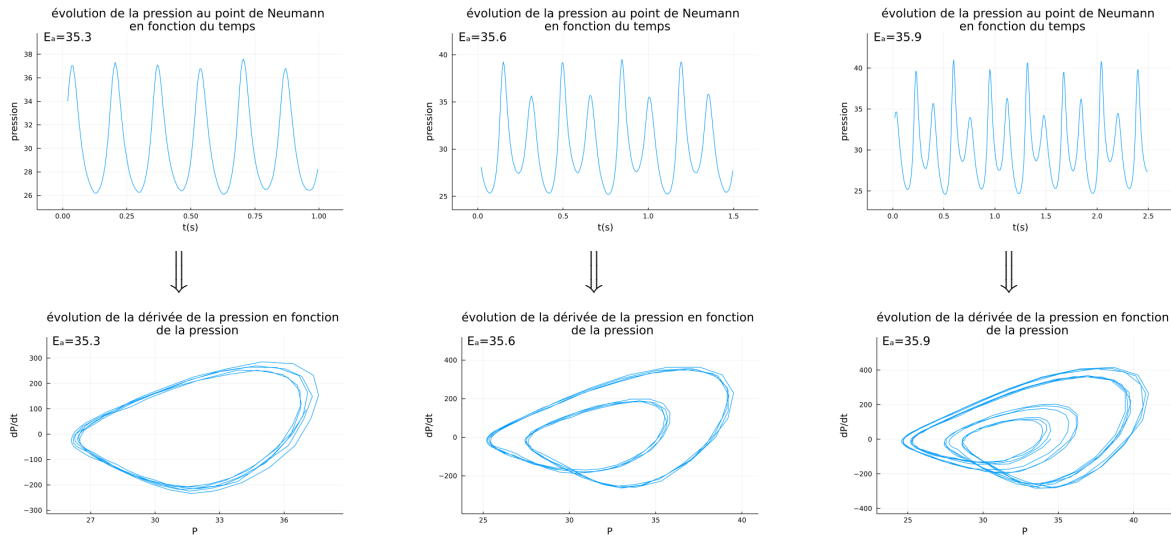 évolution de la pression au point de Neumann
en fonction du temps
Eₐ=35.3
pression
38
36
34
32
30
28
26
0.00
0.25
0.50
0.75
1.00
t(s)
évolution de la pression au point de Neumann
en fonction du temps
Eₐ=35.6
pression
40
35
30
25
0.0
0.5
1.0
1.5
t(s)
évolution de la pression au point de Neumann
en fonction du temps
Eₐ=35.9
pression
40
35
30
25
0.0
0.5
1.0
1.5
2.0
2.5
t(s)
évolution de la dérivée de la pression en fonction
de la pression
Eₐ=35.3
dP/dt
300
200
100
0
−100
−200
−300
27
30
33
36
P
évolution de la dérivée de la pression en fonction
de la pression
Eₐ=35.6
dP/dt
400
200
0
−200
25
30
35
40
P
évolution de la dérivée de la pression en fonction
de la pression
Eₐ=35.9
dP/dt
400
200
0
−200
−400
25
30
35
40
P